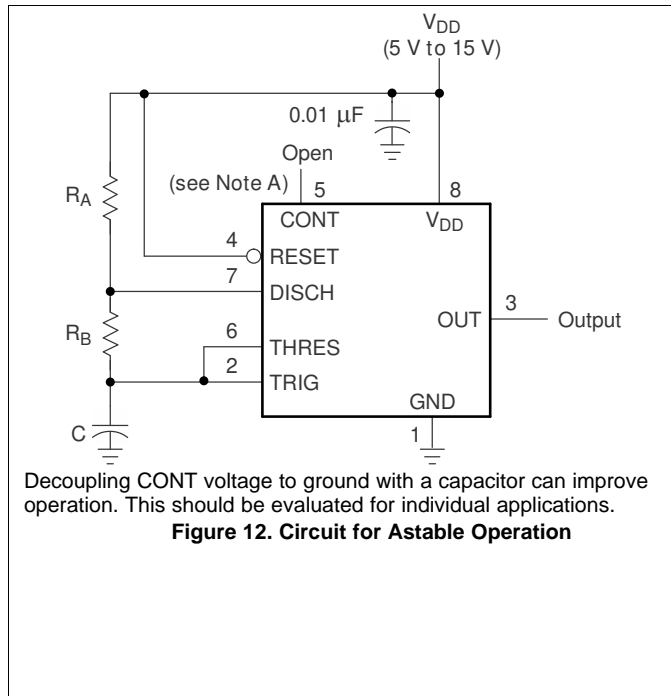 VDD
(5 V to 15 V)
0.01 μF
Open
(see Note A)
5
8
RA
CONT
VDD
4
RESET
7
DISCH
3
OUT
Output
RB
6
THRES
2
TRIG
GND
C
1
Decoupling CONT voltage to ground with a capacitor can improve
operation. This should be evaluated for individual applications.
Figure 12. Circuit for Astable Operation